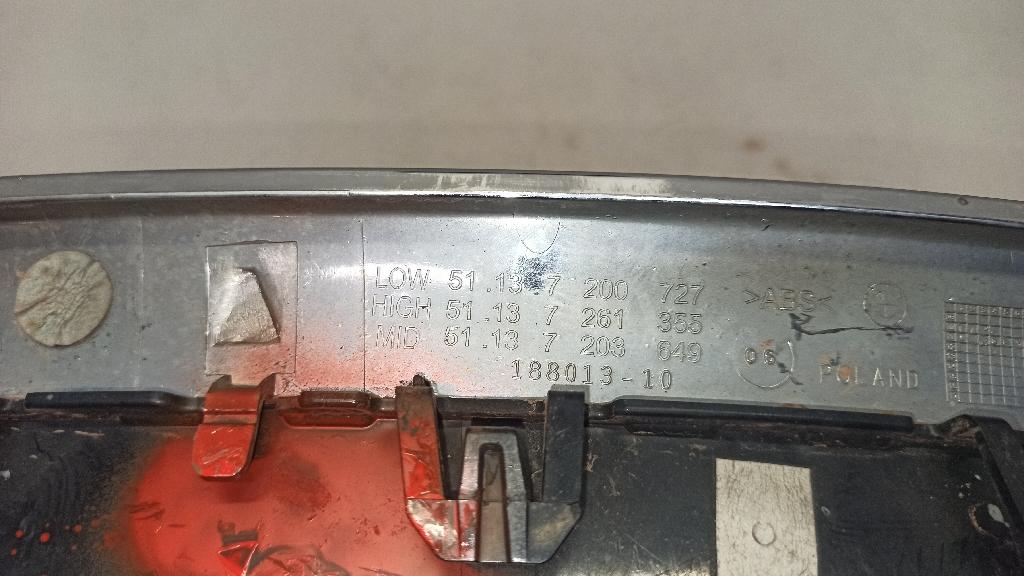 LOW 51.13 7 200 727 >ABS<
HIGH 51.13 7 261 355
MID 51.13 7 203 649
188013-10
06
POLAND